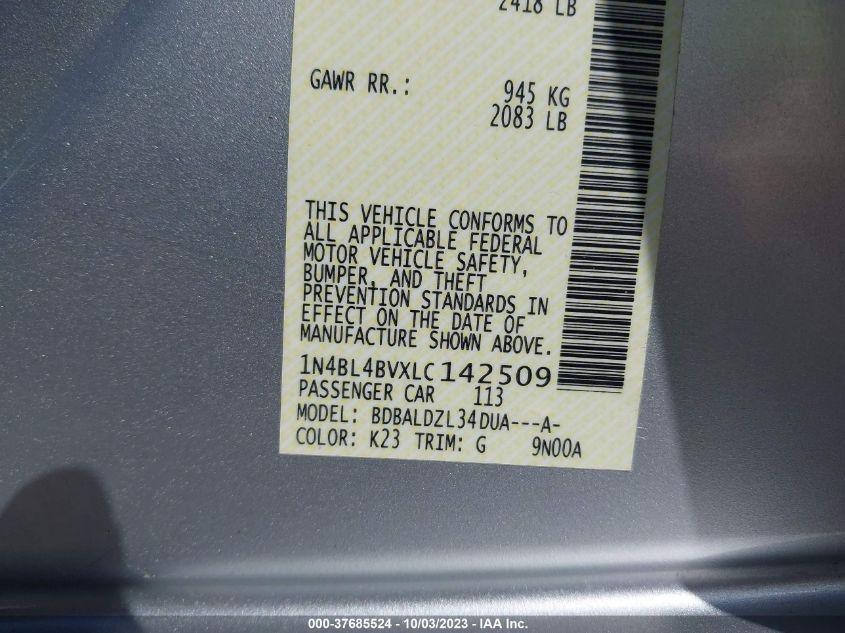 2418 LB
GAWR RR.: 945 KG
2083 LB
THIS VEHICLE CONFORMS TO
ALL APPLICABLE FEDERAL
MOTOR VEHICLE SAFETY,
BUMPER, AND THEFT
PREVENTION STANDARDS IN
EFFECT ON THE DATE OF
MANUFACTURE SHOWN ABOVE.
1N4BL4BVXLC142509
PASSENGER CAR 113
MODEL: BDBALDZL34DUA---A-
COLOR: K23 TRIM: G 9N00A
000-37685524 - 10/03/2023 - IAA Inc.